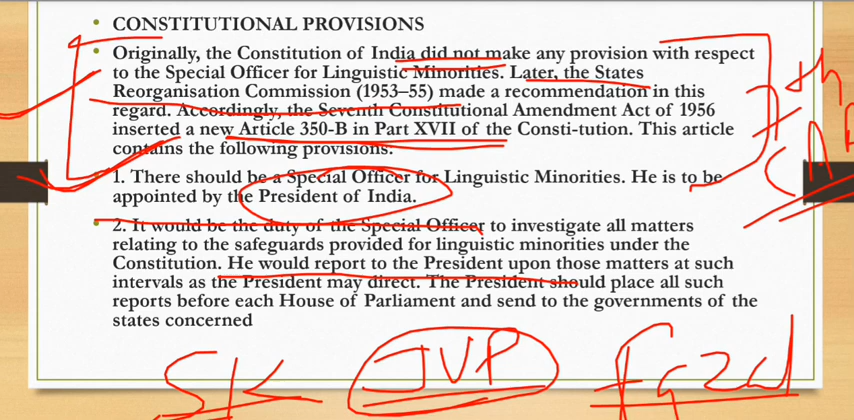 • CONSTITUTIONAL PROVISIONS
• Originally, the Constitution of India did not make any provision with respect
to the Special Officer for Linguistic Minorities. Later, the States
Reorganisation Commission (1953–55) made a recommendation in this
regard. Accordingly, the Seventh Constitutional Amendment Act of 1956
inserted a new Article 350-B in Part XVII of the Consti-tution. This article
contains the following provisions:
1. There should be a Special Officer for Linguistic Minorities. He is to be
appointed by the President of India.
• 2. It would be the duty of the Special Officer to investigate all matters
relating to the safeguards provided for linguistic minorities under the
Constitution. He would report to the President upon those matters at such
intervals as the President may direct. The President should place all such
reports before each House of Parliament and send to the governments of the
states concerned
7th
SK JVP